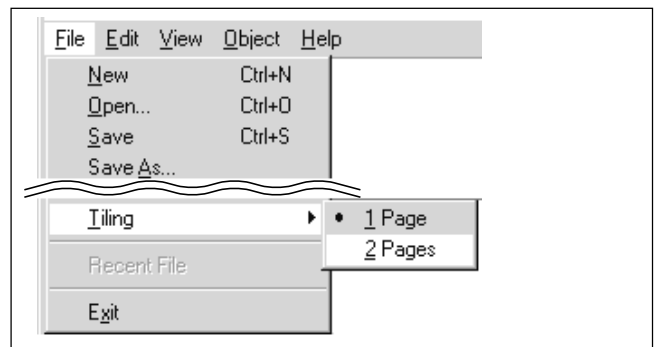 File Edit View Object Help
New Ctrl+N
Open... Ctrl+O
Save Ctrl+S
Save As...
Tiling
1 Page
2 Pages
Recent File
Exit